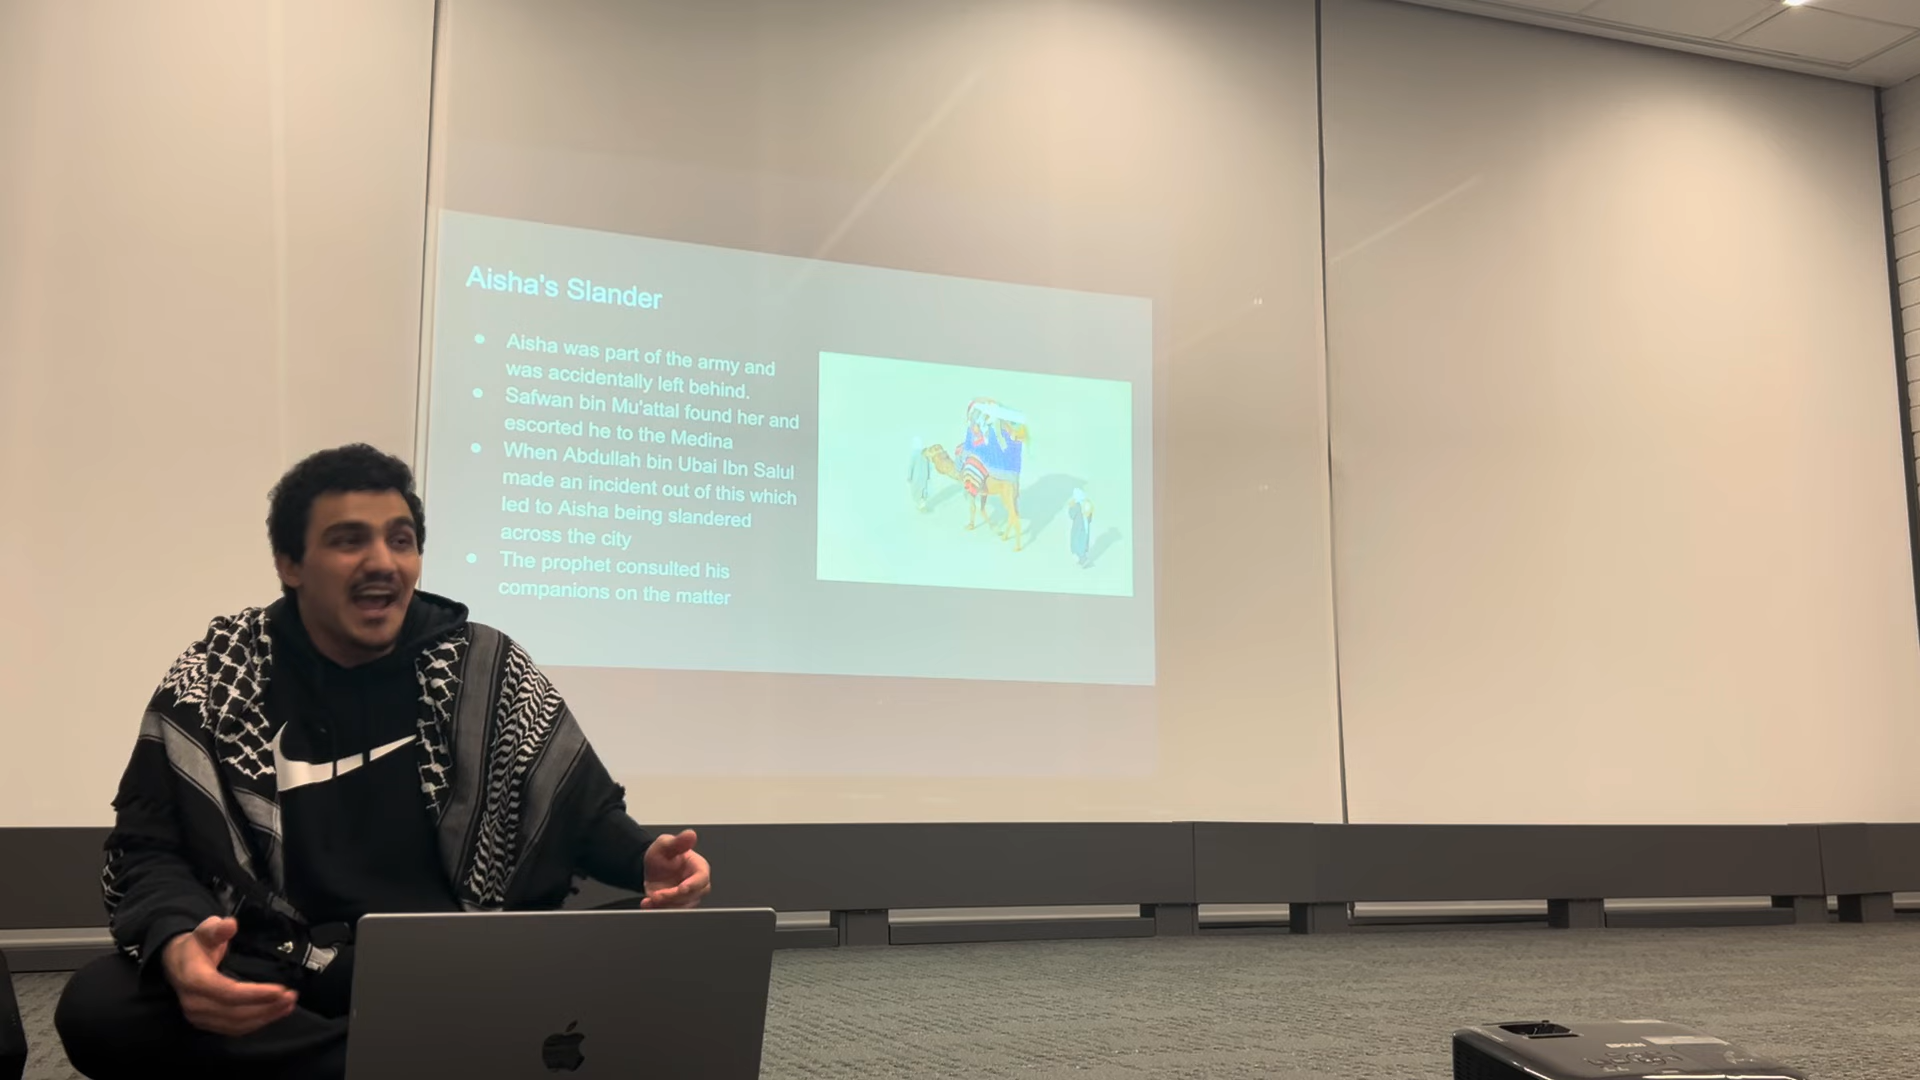 Aisha's Slander
Aisha was part of the army and
was accidentally left behind.
Safwan bin Mu'attal found her and
escorted he to the Medina
When Abdullah bin Ubai Ibn Salul
made an incident out of this which
led to Aisha being slandered
across the city
The prophet consulted his
companions on the matter
EPSON